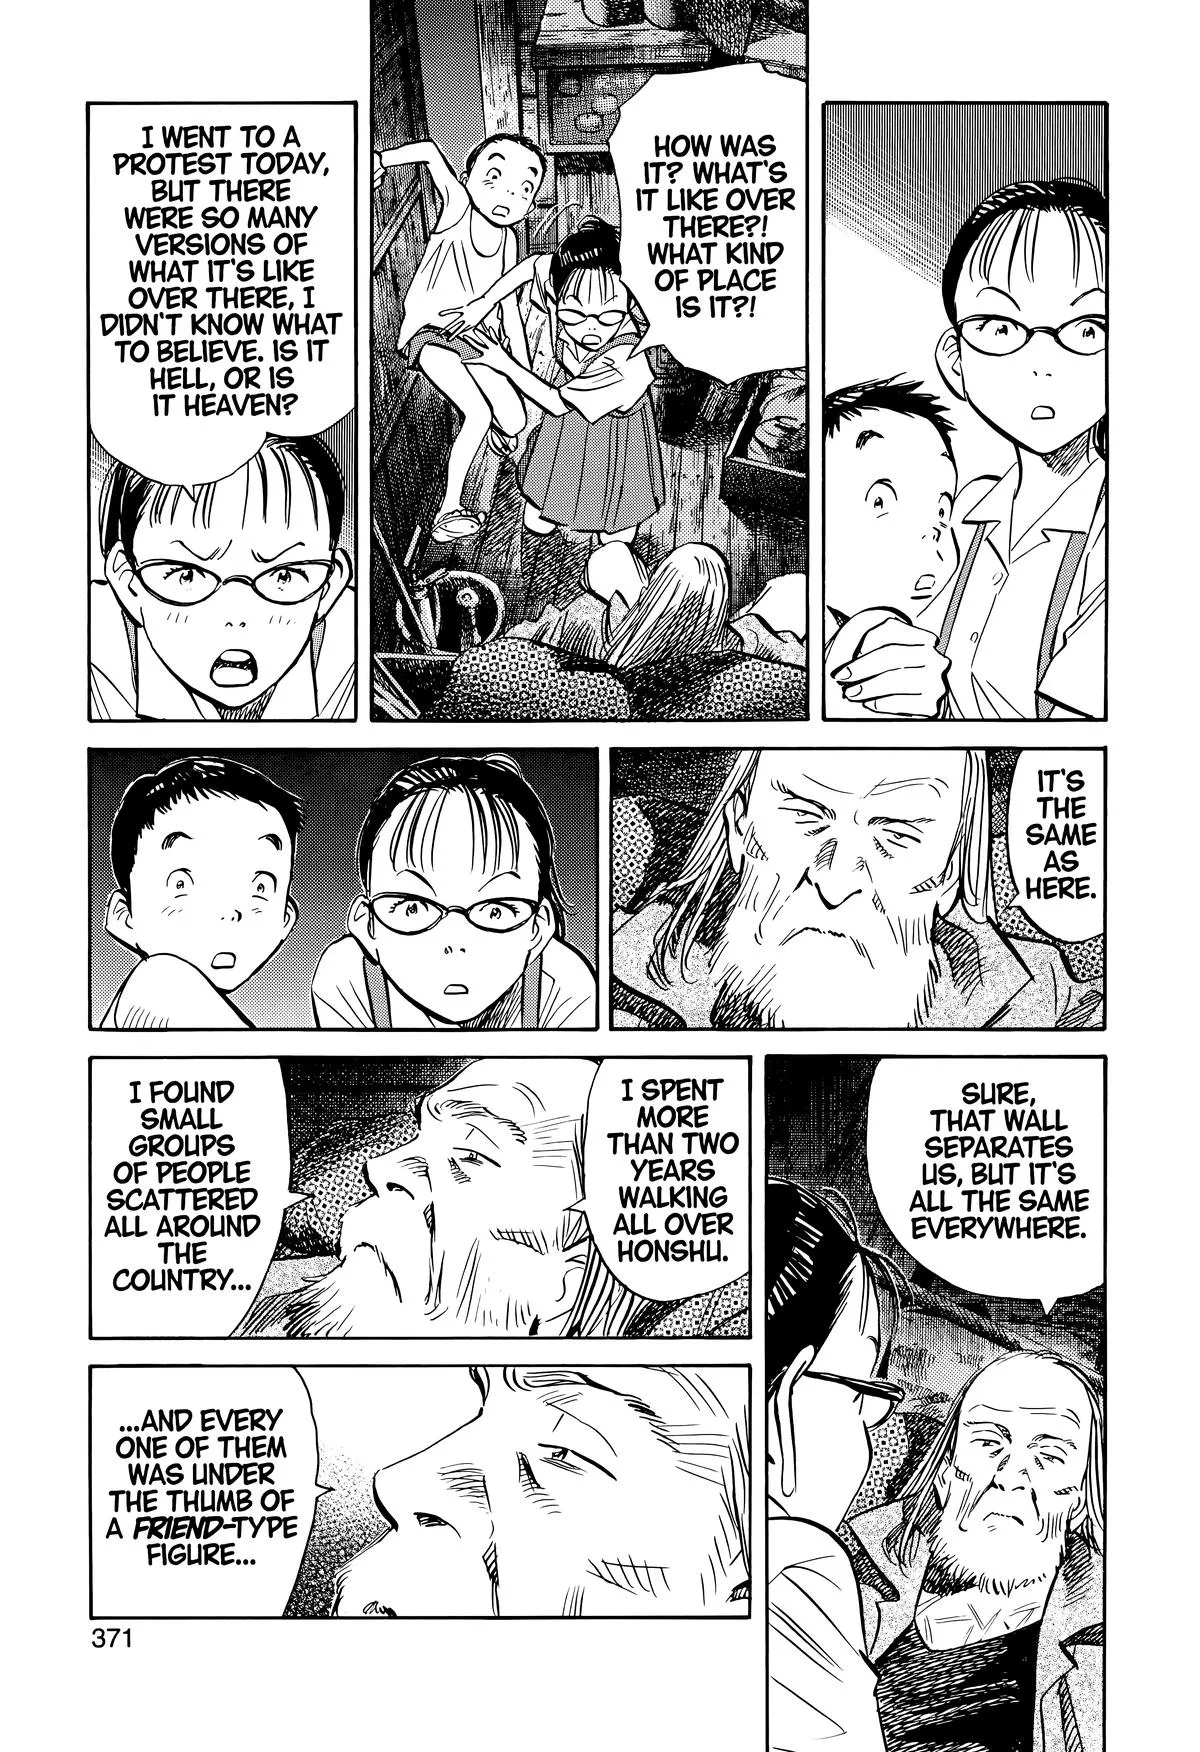 HOW WAS
IT? WHAT'S
IT LIKE OVER
THERE?!
WHAT KIND
OF PLACE
IS IT?!
I WENT TO A
PROTEST TODAY,
BUT THERE
WERE SO MANY
VERSIONS OF
WHAT IT'S LIKE
OVER THERE, I
DIDN'T KNOW WHAT
TO BELIEVE. IS IT
HELL, OR IS
IT HEAVEN?
IT'S
THE
SAME
AS
HERE.
SURE,
THAT WALL
SEPARATES
US, BUT IT'S
ALL THE SAME
EVERYWHERE.
I SPENT
MORE
THAN TWO
YEARS
WALKING
ALL OVER
HONSHU.
I FOUND
SMALL
GROUPS
OF PEOPLE
SCATTERED
ALL AROUND
THE
COUNTRY...
...AND EVERY
ONE OF THEM
WAS UNDER
THE THUMB OF
A FRIEND-TYPE
FIGURE...
371